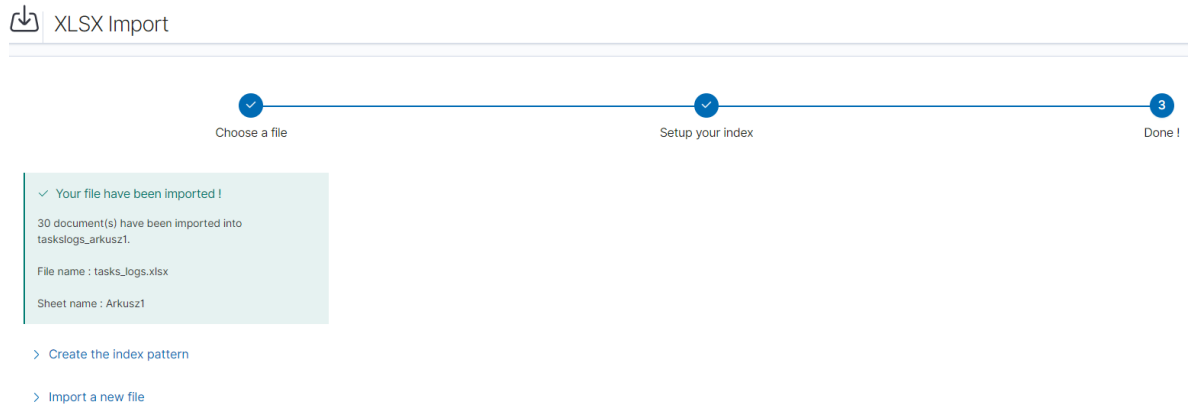 XLSX Import
3
Choose a file
Setup your index
Done !
Your file have been imported !
30 document(s) have been imported into
taskslogs_arkusz1.
File name : tasks_logs.xlsx
Sheet name : Arkusz1
Create the index pattern
Import a new file